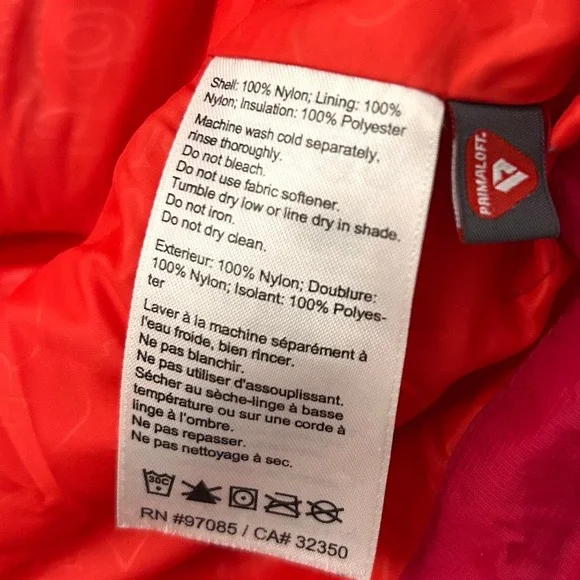 Shell: 100% Nylon; Lining: 100%
Nylon; Insulation: 100% Polyester
Machine wash cold separately,
rinse thoroughly.
Do not bleach.
Do not use fabric softener.
Tumble dry low or line dry in shade.
Do not iron.
Do not dry clean.
Exterieur: 100% Nylon; Doublure:
100% Nylon; Isolant: 100% Polyes-
ter
Laver à la machine séparément à
l'eau froide, bien rincer.
Ne pas blanchir.
Ne pas utiliser d'assouplissant.
Sécher au sèche-linge à basse
température ou sur une corde à
linge à l'ombre.
Ne pas repasser.
Ne pas nettoyage à sec.
30C
RN #97085 / CA# 32350
PRIMALOFT.